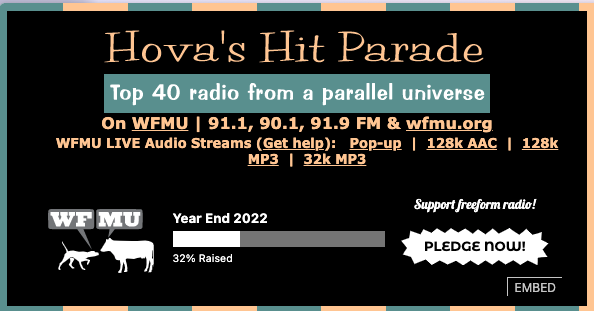 Hova's Hit Parade
Top 40 radio from a parallel universe
On WFMU | 91.1, 90.1, 91.9 FM & wfmu.org
WFMU LIVE Audio Streams (Get help): Pop-up | 128k AAC | 128k
MP3 | 32k MP3
WF MU
Year End 2022
32% Raised
Support freeform radio!
PLEDGE NOW!
EMBED